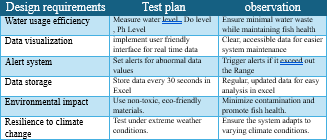 Design requirements Test plan observation
Water usage efficiency Measure water level,. Do level Ensure minimal water waste
, Ph Level while maintaining fish health
Data visualization implement user friendly Clear, accessible data for easier
interface for real time data system maintenance
Alert system Set alerts for abnormal data Trigger alerts if it exceed out
values the Range
Data storage Store data every 30 seconds in Regular, updated data for easy
Excel analysis in excel
Environmental impact Use non-toxic, eco-friendly Minimize contamination and
materials. promote fish health.
Resilience to climate Test under extreme weather Ensure the system adapts to
change conditions. varying climate conditions.